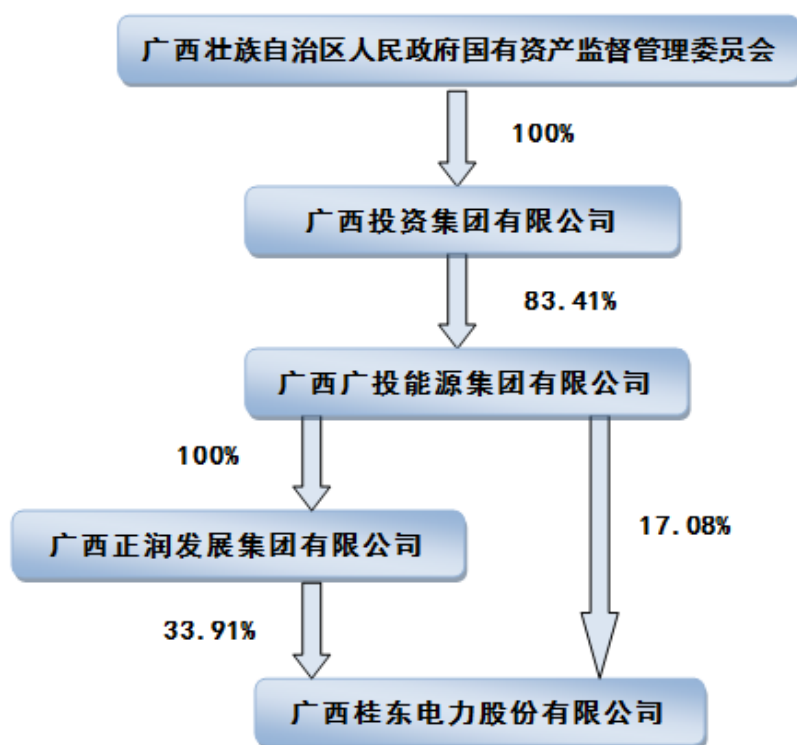 广西壮族自治区人民政府国有资产监督管理委员会
100%
广西投资集团有限公司
83.41%
广西广投能源集团有限公司
100%
17.08%
广西正润发展集团有限公司
33.91%
广西桂东电力股份有限公司